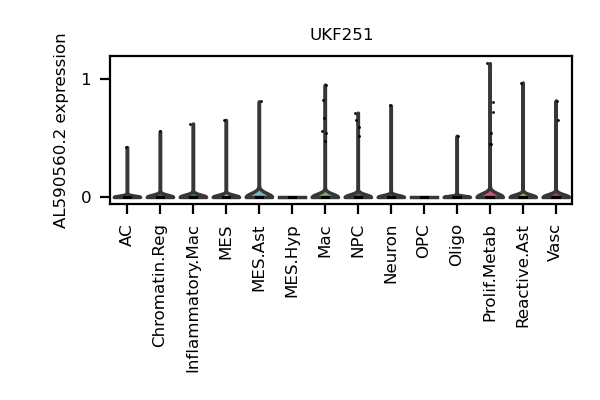 UKF251
AL590560.2 expression
1
0
AC
Chromatin.Reg
Inflammatory.Mac
MES
MES.Ast
MES.Hyp
Mac
NPC
Neuron
OPC
Oligo
Prolif.Metab
Reactive.Ast
Vasc